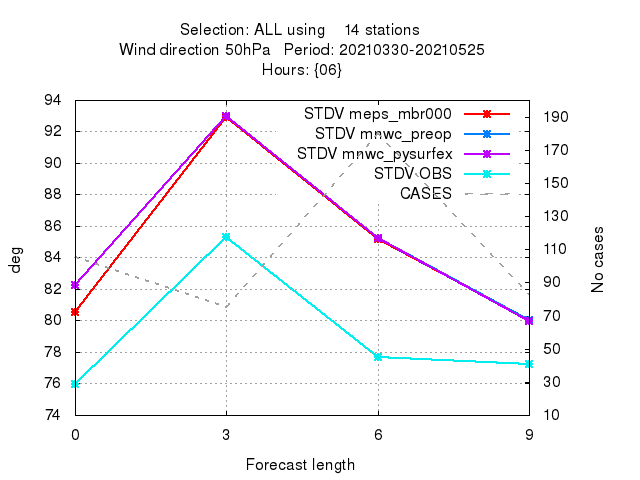 Selection: ALL using 14 stations
Wind direction 50hPa Period: 20210330-20210525
Hours: {06}
STDV meps_mbr000
STDV mnwc_preop
STDV mnwc_pysurfex
STDV OBS
CASES
94
92
90
88
86
84
82
80
78
76
74
deg
190
170
150
130
110
90
70
50
30
10
No cases
0 3 6 9
Forecast length